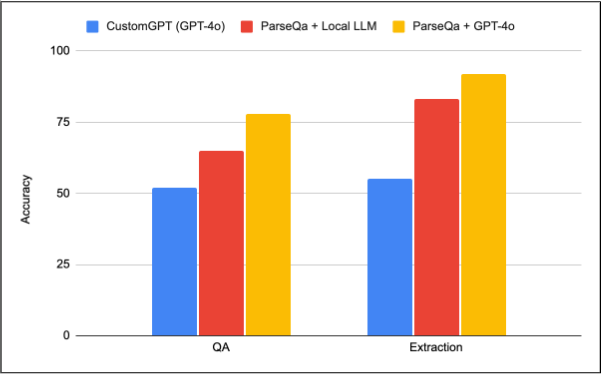 CustomGPT (GPT-4o) ParseQa + Local LLM ParseQa + GPT-4o
100
75
50
25
0
Accuracy
QA Extraction